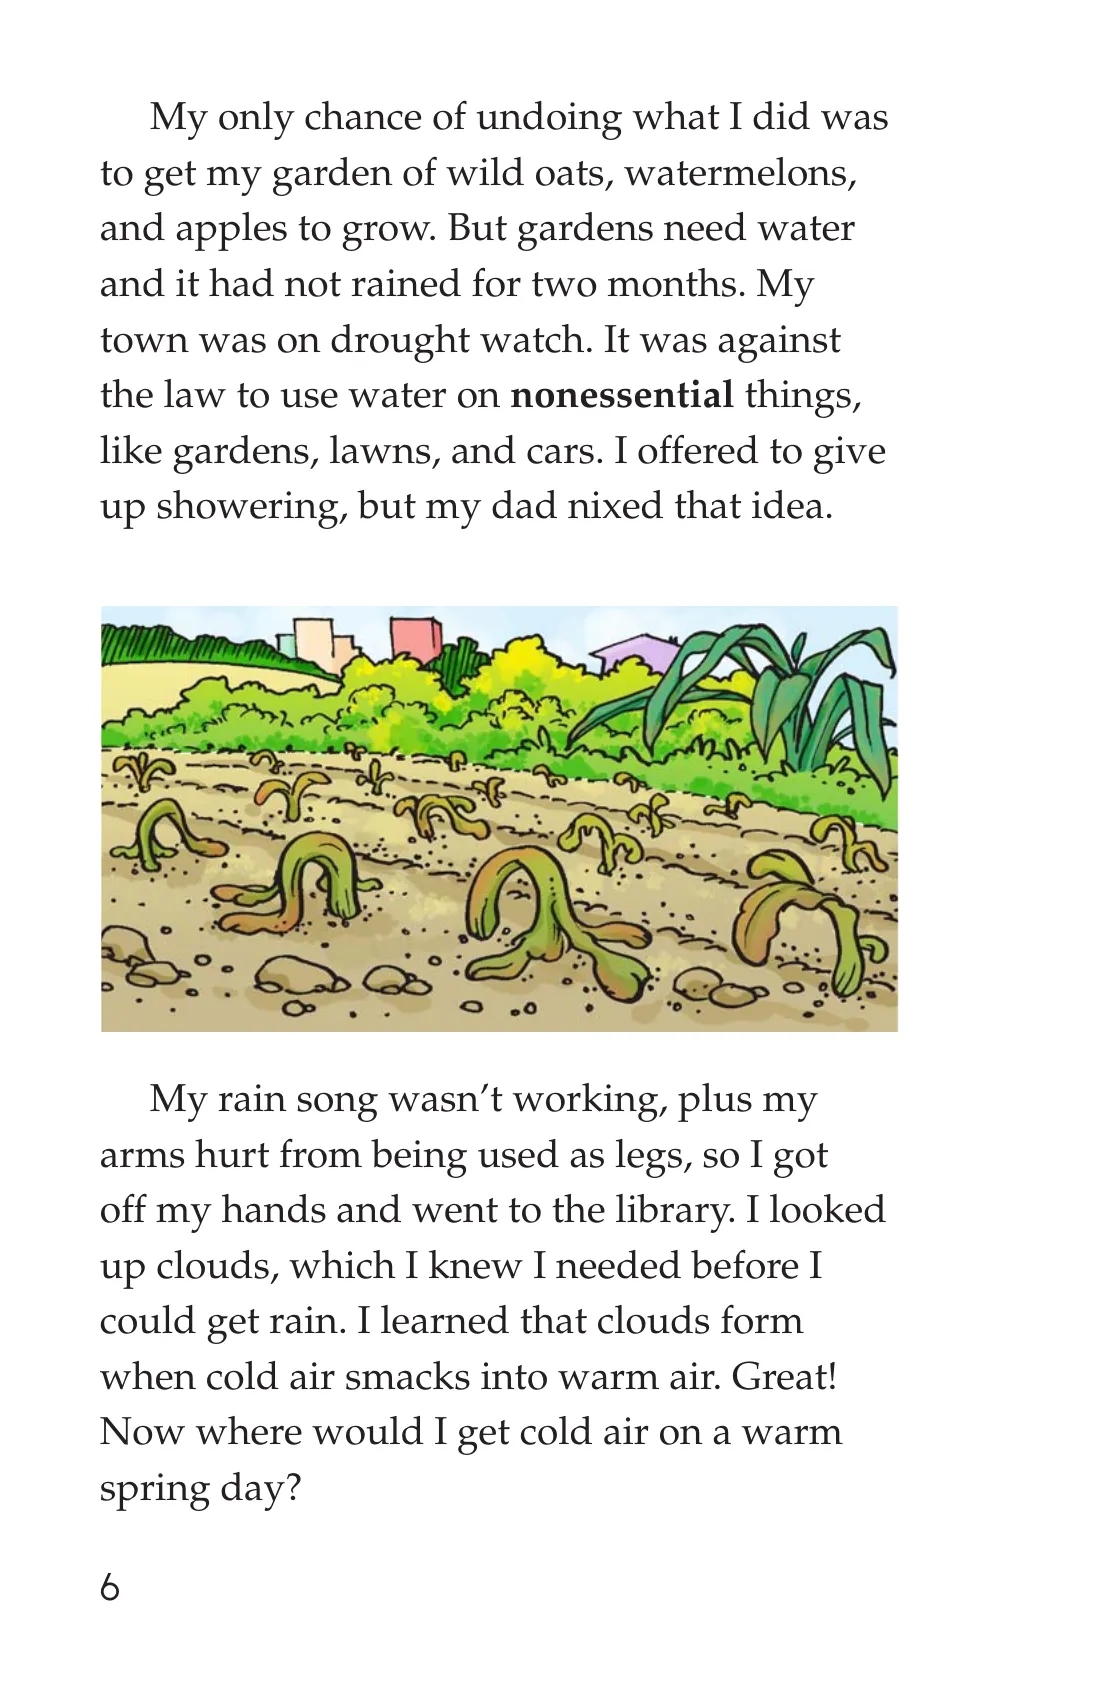 My only chance of undoing what I did was
to get my garden of wild oats, watermelons,
and apples to grow. But gardens need water
and it had not rained for two months. My
town was on drought watch. It was against
the law to use water on nonessential things,
like gardens, lawns, and cars. I offered to give
up showering, but my dad nixed that idea.
My rain song wasn’t working, plus my
arms hurt from being used as legs, so I got
off my hands and went to the library. I looked
up clouds, which I knew I needed before I
could get rain. I learned that clouds form
when cold air smacks into warm air. Great!
Now where would I get cold air on a warm
spring day?
6